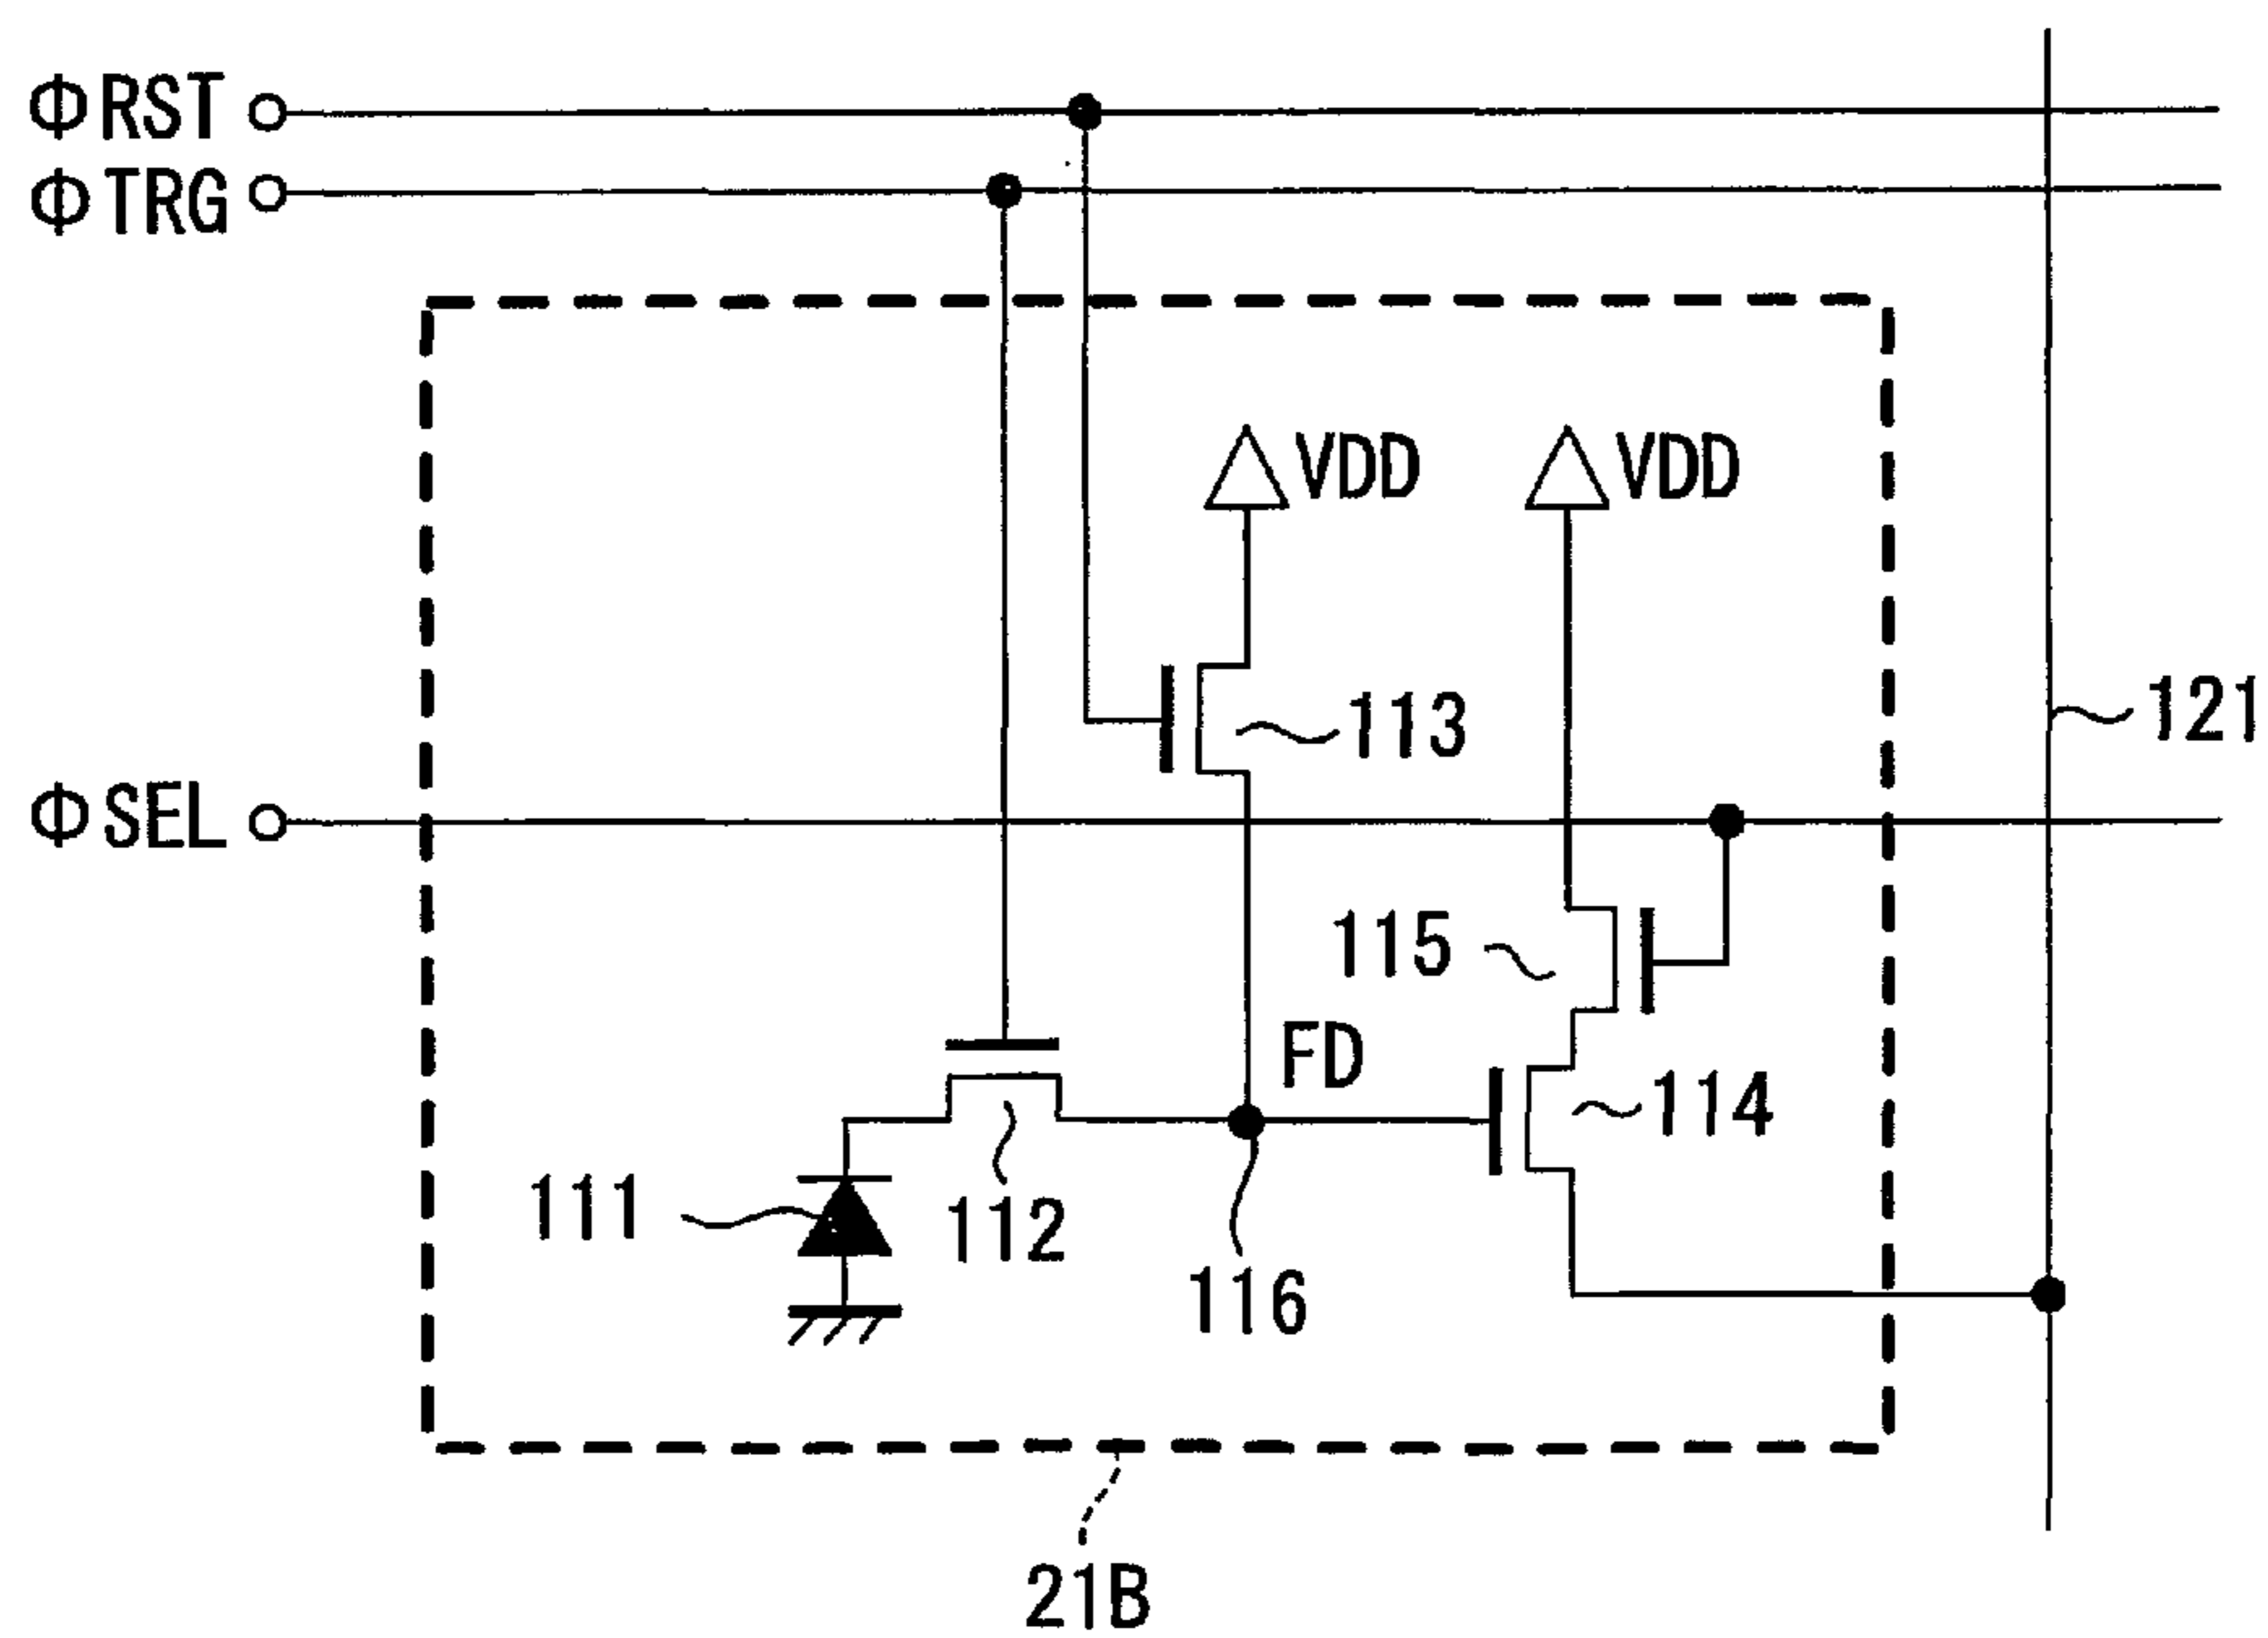 ΦRST
ΦTRG
VDD
VDD
121
113
ΦSEL
115
FD
114
111
112
116
21B